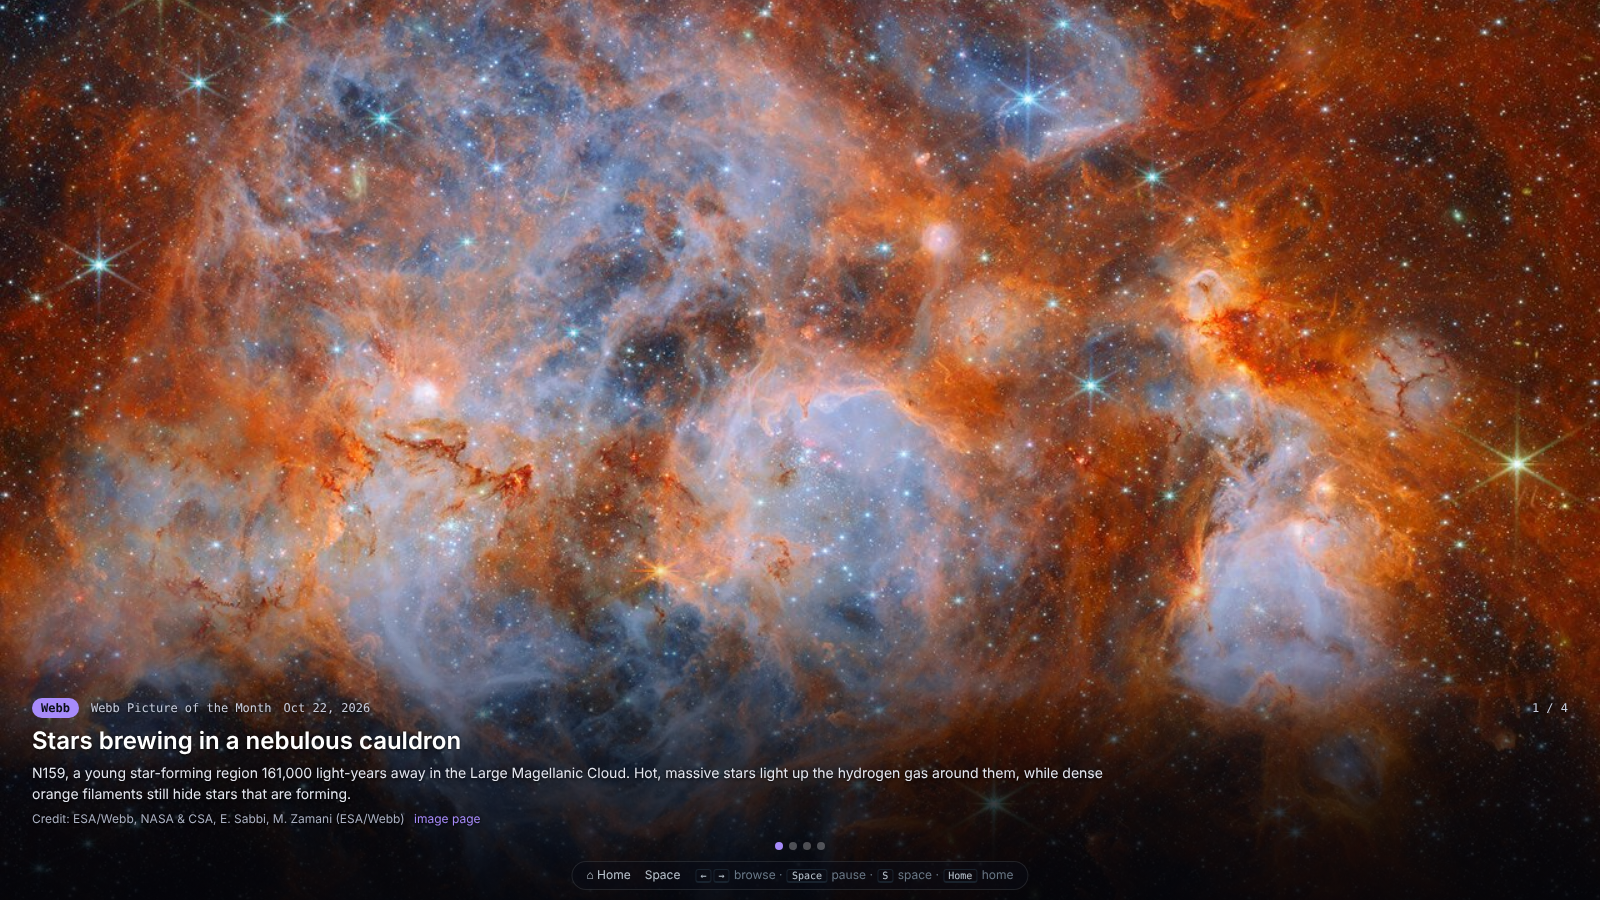 Webb Webb Picture of the Month Oct 22, 2026 1 / 4
Stars brewing in a nebulous cauldron
N159, a young star-forming region 161,000 light-years away in the Large Magellanic Cloud. Hot, massive stars light up the hydrogen gas around them, while dense
orange filaments still hide stars that are forming.
Credit: ESA/Webb, NASA & CSA, E. Sabbi, M. Zamani (ESA/Webb) image page
⌂ Home Space ← → browse · Space pause · S space · Home home